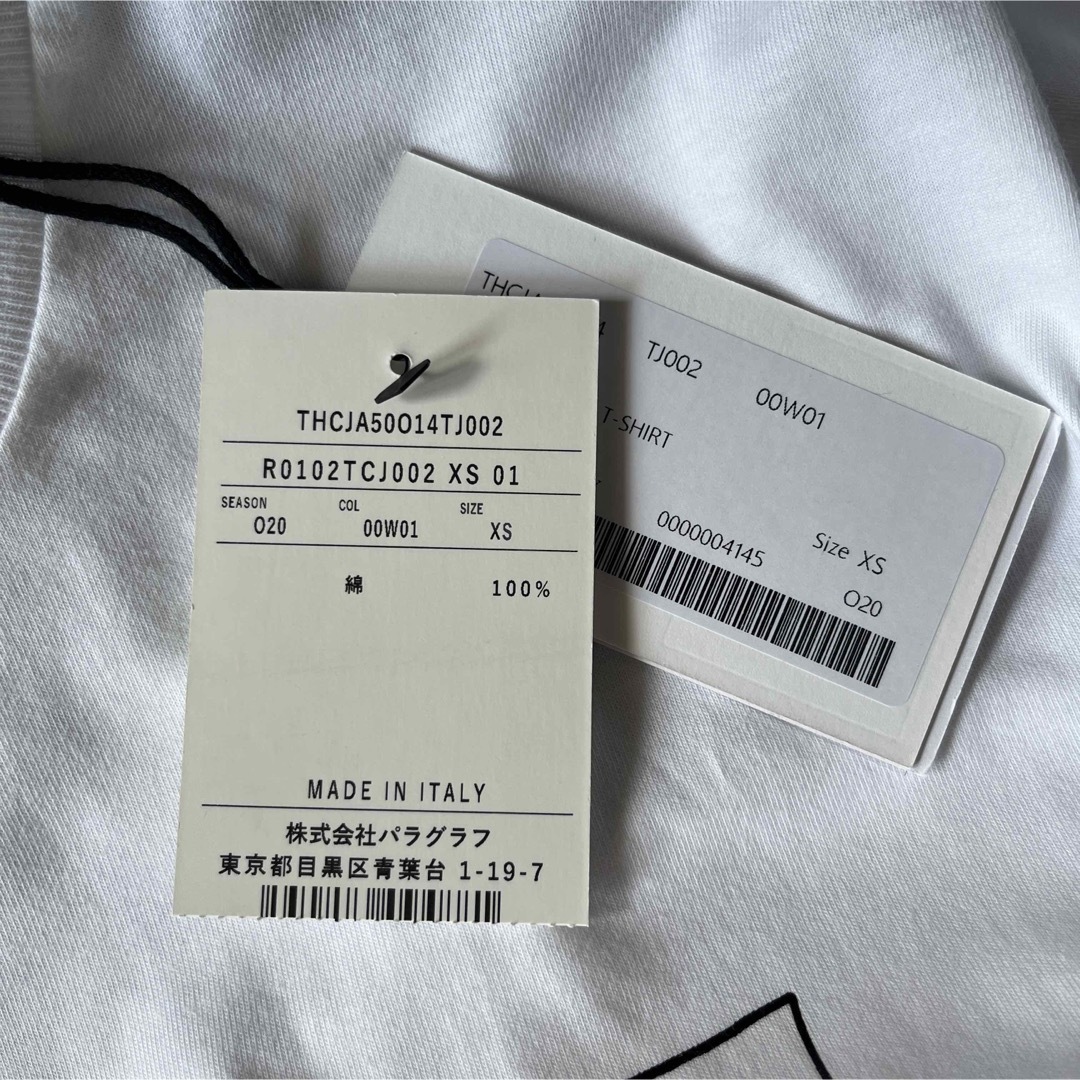 THCJA50O14TJ002
R0102TCJ002 XS 01
SEASON COL SIZE
O20 00W01 XS
綿 100%
MADE IN ITALY
株式会社パラグラフ
東京都目黒区青葉台 1-19-7
TJ002 00W01
T-SHIRT
0000004145 Size XS
O20